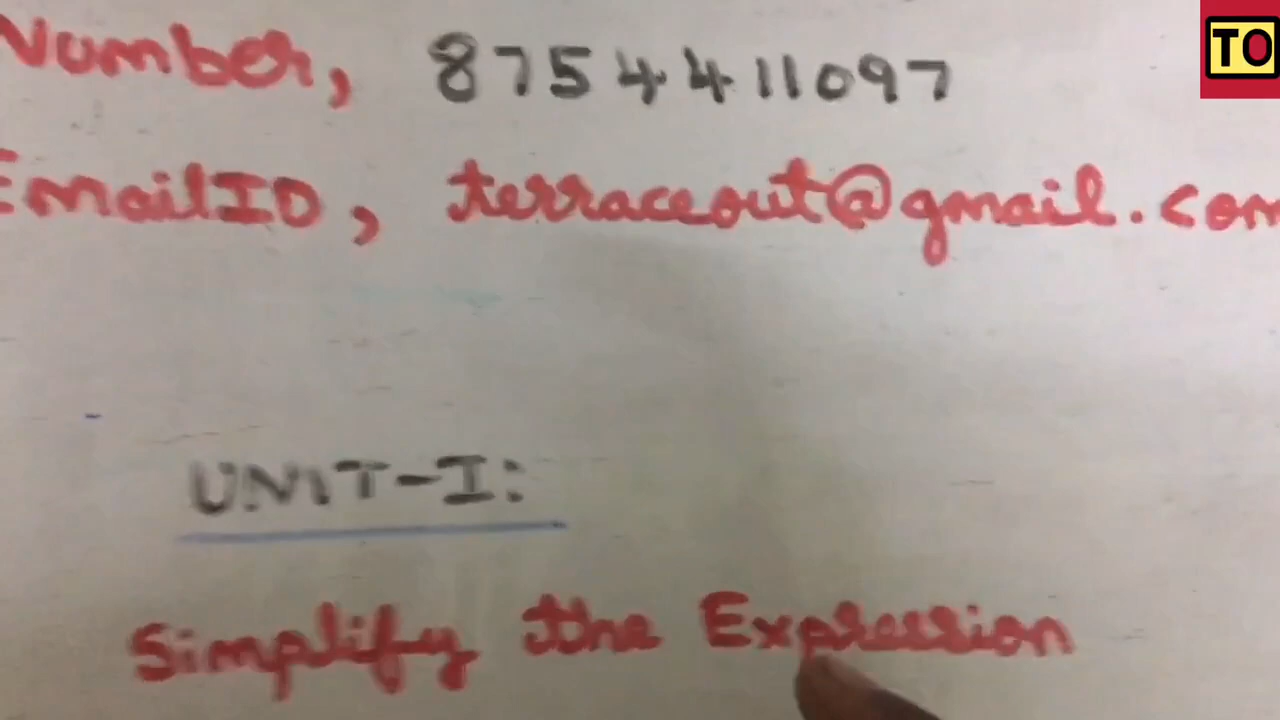 TO
Number, 8754411097
EmailID, terraceout@gmail.com
UNIT-I:
Simplify the Expression